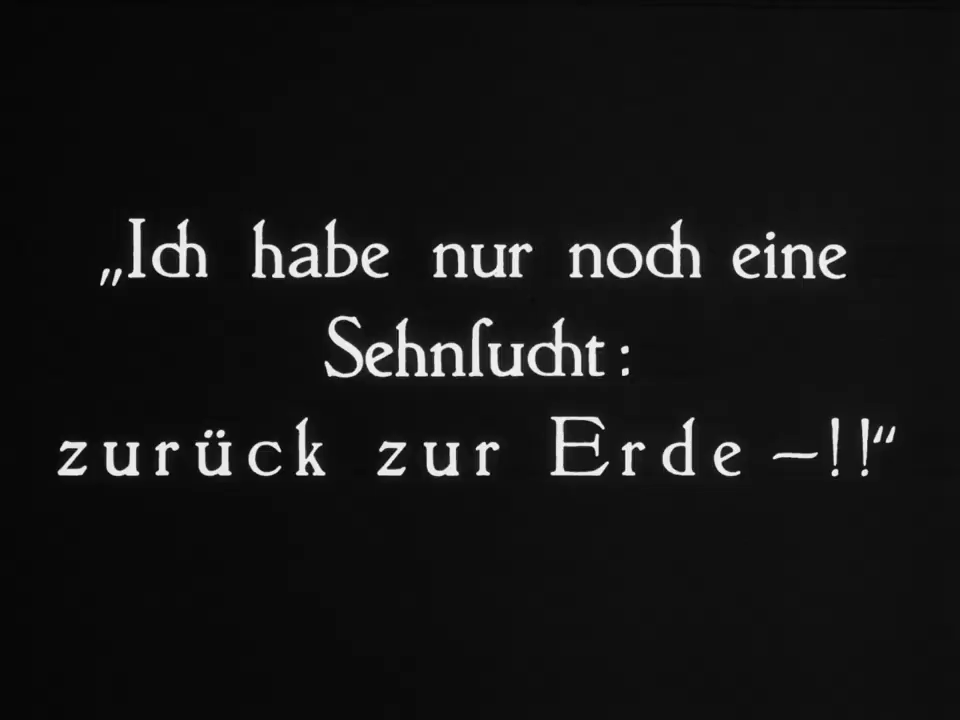 „Ich habe nur noch eine
Sehnſucht:
zurück zur Erde —!!“